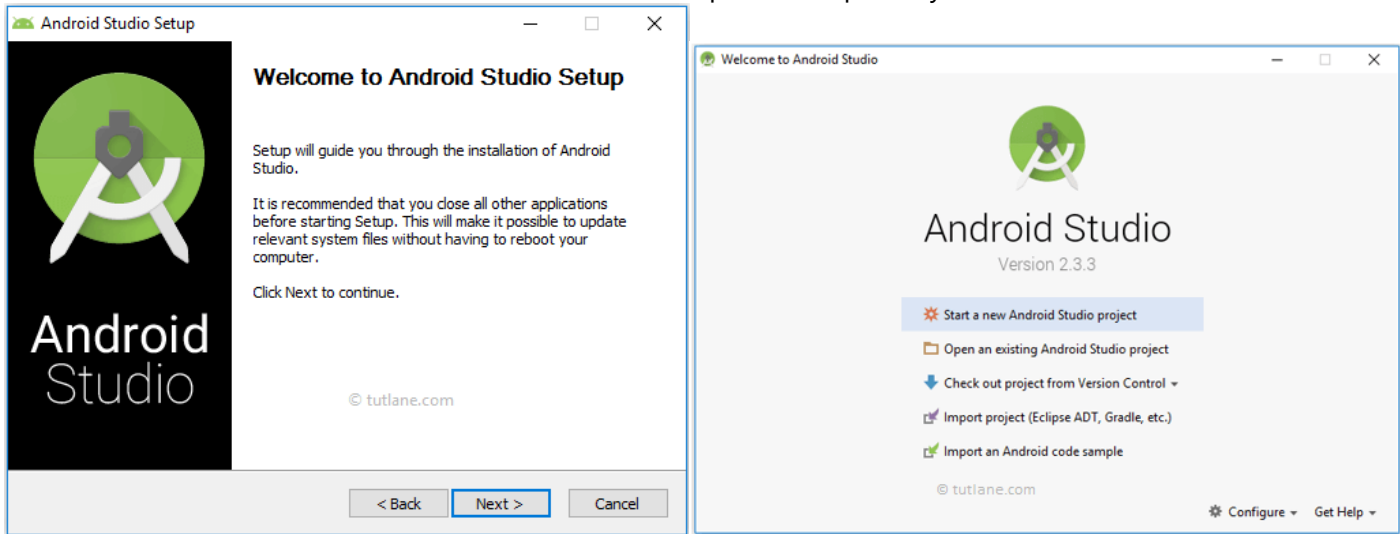 Android Studio Setup
Welcome to Android Studio Setup
Setup will guide you through the installation of Android
Studio.
It is recommended that you close all other applications
before starting Setup. This will make it possible to update
relevant system files without having to reboot your
computer.
Click Next to continue.
Android
Studio
© tutlane.com
< Back
Next >
Cancel
Welcome to Android Studio
Android Studio
Version 2.3.3
Start a new Android Studio project
Open an existing Android Studio project
Check out project from Version Control
Import project (Eclipse ADT, Gradle, etc.)
Import an Android code sample
© tutlane.com
Configure
Get Help